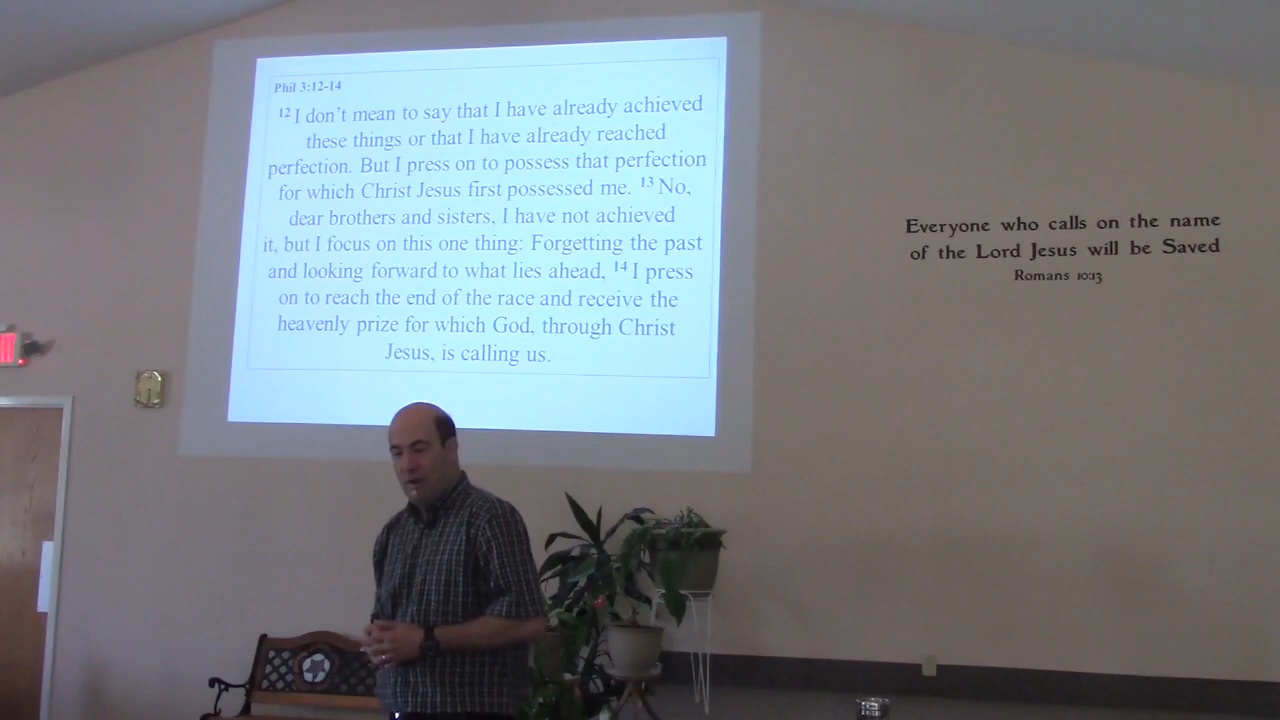 Phil 3:12-14
12 I don't mean to say that I have already achieved
these things or that I have already reached
perfection. But I press on to possess that perfection
for which Christ Jesus first possessed me. 13 No,
dear brothers and sisters, I have not achieved
it, but I focus on this one thing: Forgetting the past
and looking forward to what lies ahead, 14 I press
on to reach the end of the race and receive the
heavenly prize for which God, through Christ
Jesus, is calling us.
Everyone who calls on the name
of the Lord Jesus will be Saved
Romans 10:13